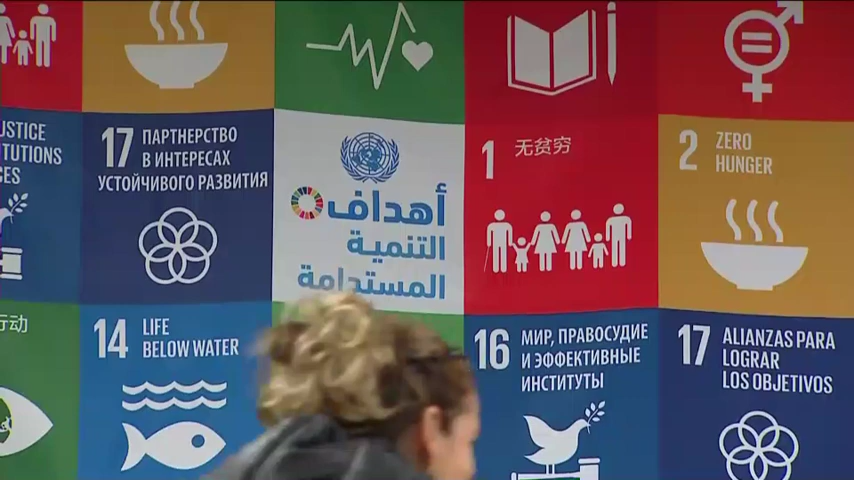 USTICE
TUTIONS
CES
17 ПАРТНЕРСТВО
В ИНТЕРЕСАХ
УСТОЙЧИВОГО РАЗВИТИЯ
أهداف
التنمية
المستدامة
1 无贫穷
2 ZERO
HUNGER
行动
14 LIFE
BELOW WATER
16 МИР, ПРАВОСУДИЕ
И ЭФФЕКТИВНЫЕ
ИНСТИТУТЫ
17 ALIANZAS PARA
LOGRAR
LOS OBJETIVOS